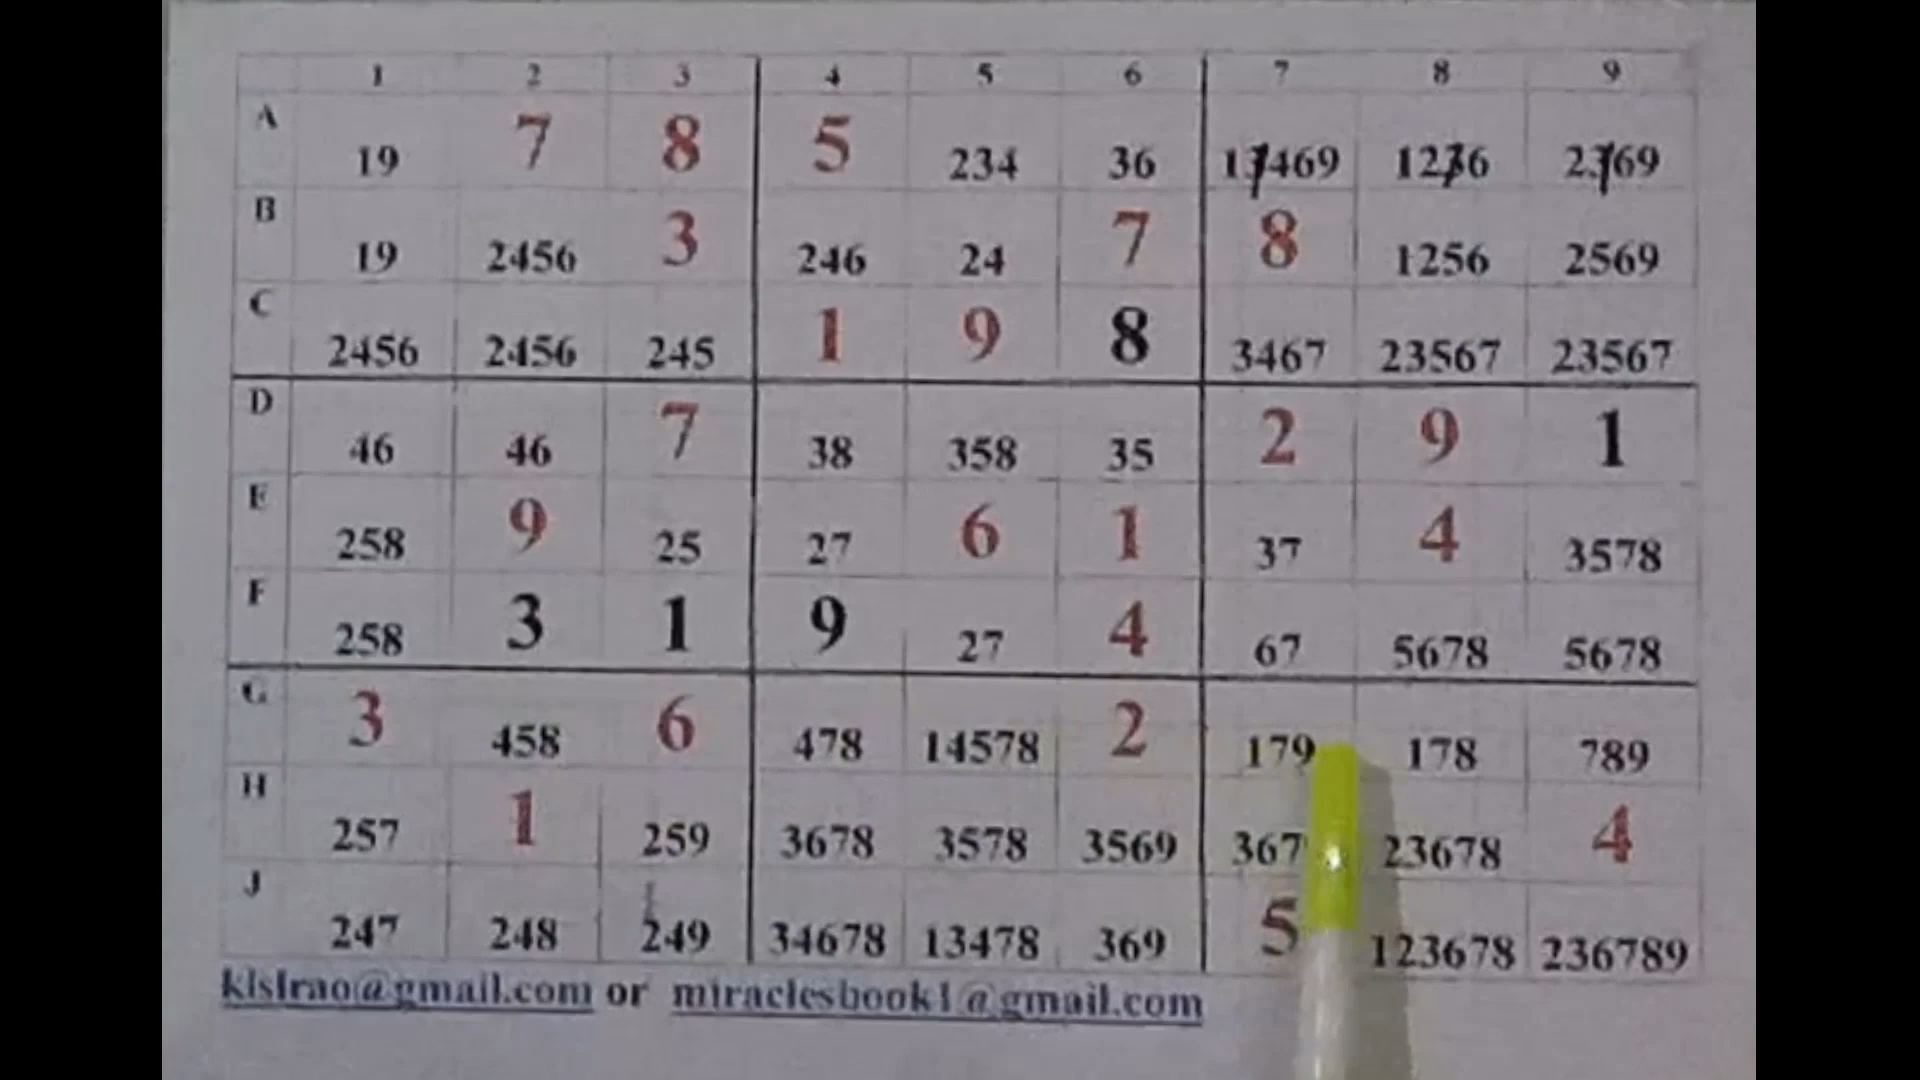 1 2 3 4 5 6 7 8 9
A 19 7 8 5 234 36 13469 1236 2369
B 19 2456 3 246 24 7 8 1256 2569
C 2456 2456 245 1 9 8 3467 23567 23567
D 46 46 7 38 358 35 2 9 1
E 258 9 25 27 6 1 37 4 3578
F 258 3 1 9 27 4 67 5678 5678
G 3 458 6 478 14578 2 179 178 789
H 257 1 259 3678 3578 3569 367 23678 4
J 247 248 249 34678 13478 369 5 123678 236789
klslrao@gmail.com or miraclesbook1@gmail.com